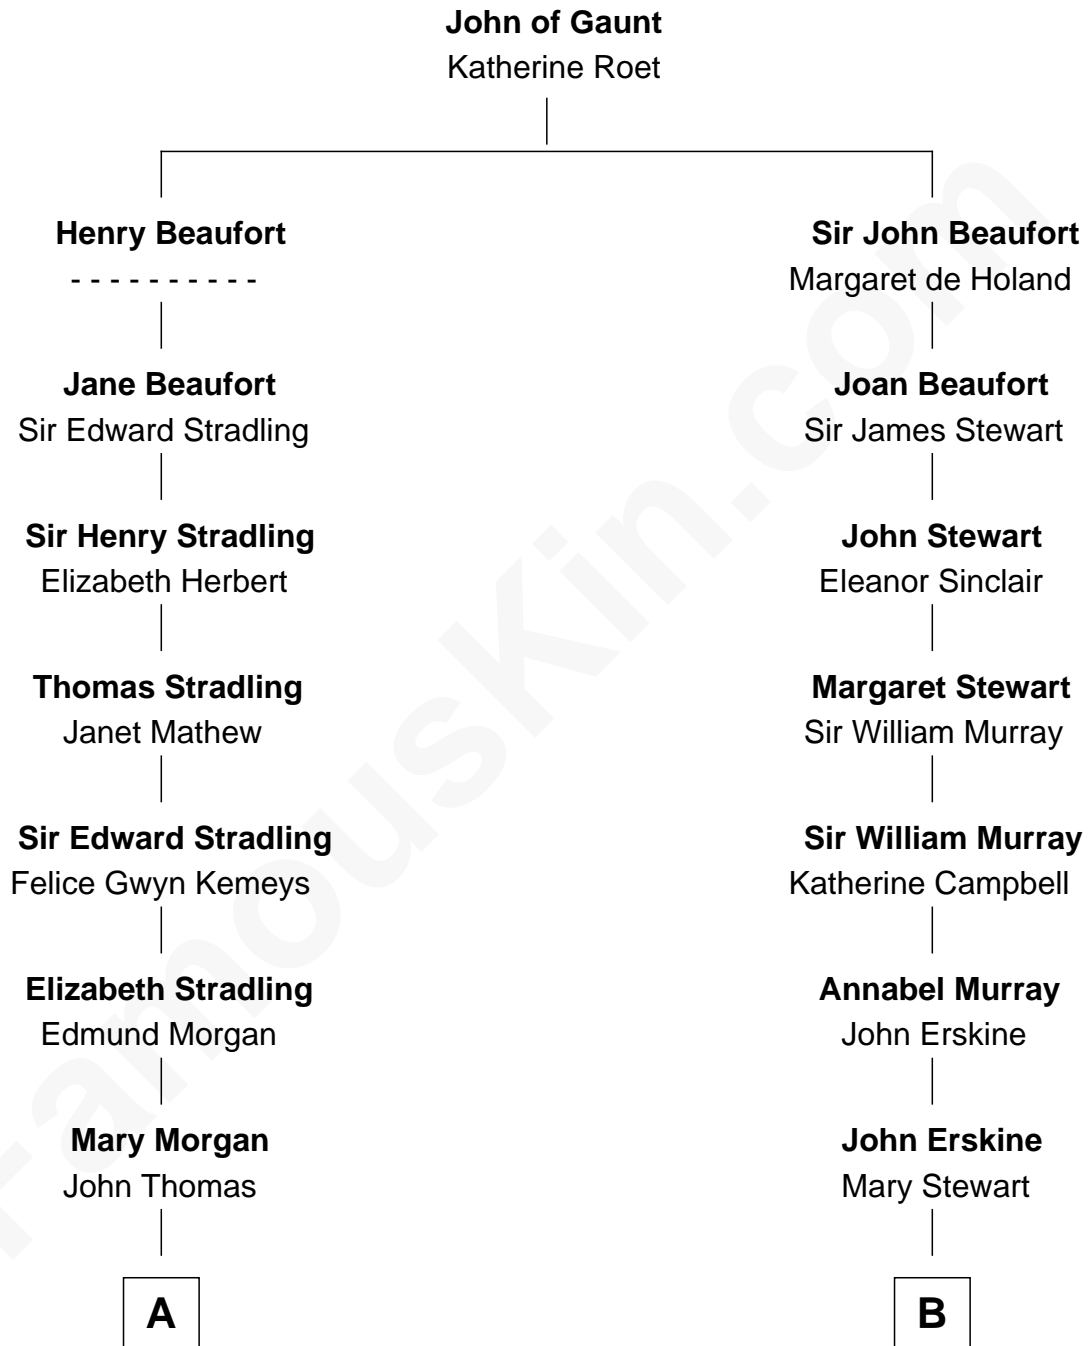 John of Gaunt
Katherine Roet
Henry Beaufort
- - - - - - - - - -
Sir John Beaufort
Margaret de Holand
Jane Beaufort
Sir Edward Stradling
Joan Beaufort
Sir James Stewart
Sir Henry Stradling
Elizabeth Herbert
John Stewart
Eleanor Sinclair
Thomas Stradling
Janet Mathew
Margaret Stewart
Sir William Murray
Sir Edward Stradling
Felice Gwyn Kemeys
Sir William Murray
Katherine Campbell
Elizabeth Stradling
Edmund Morgan
Annabel Murray
John Erskine
Mary Morgan
John Thomas
John Erskine
Mary Stewart
A
B
FamousKin.com